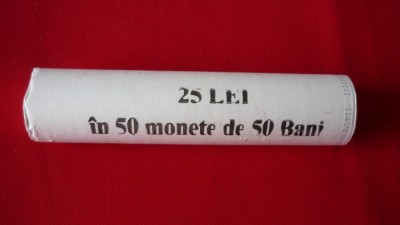 25 LEI
în 50 monete de 50 Bani